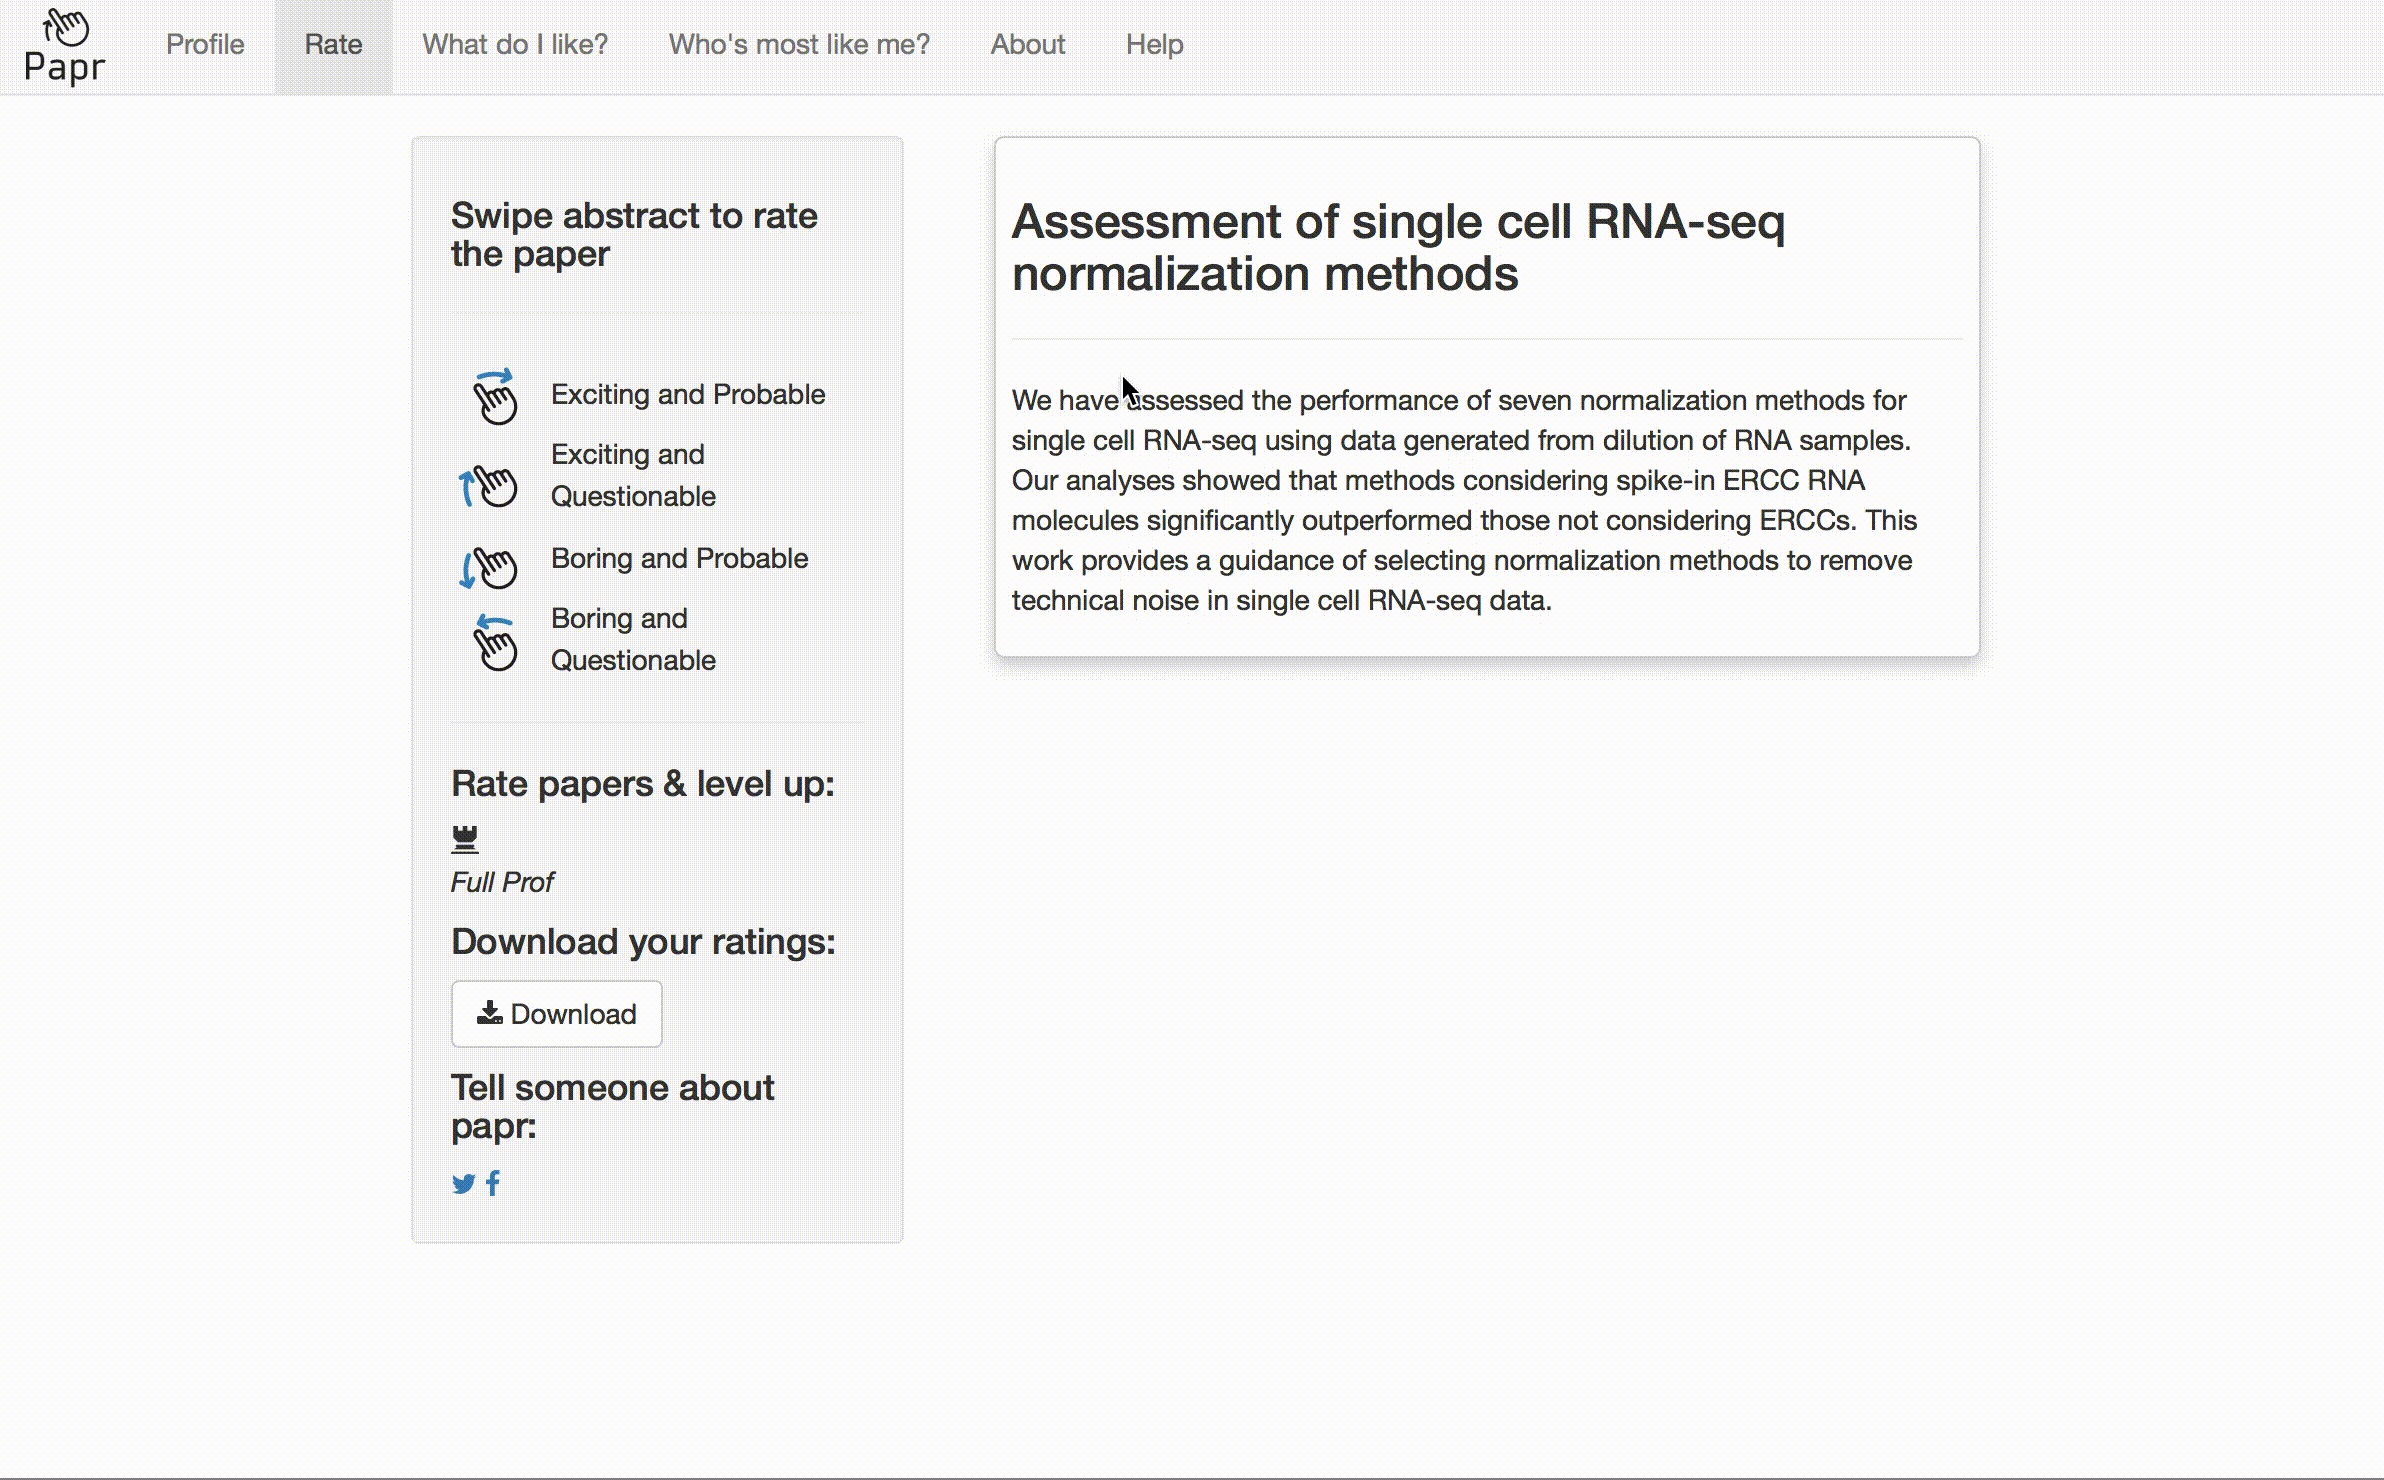 Papr
Profile
Rate
What do I like?
Who's most like me?
About
Help
Swipe abstract to rate
the paper
Exciting and Probable
Exciting and
Questionable
Boring and Probable
Boring and
Questionable
Rate papers & level up:
Full Prof
Download your ratings:
Download
Tell someone about
papr:
Assessment of single cell RNA-seq
normalization methods
We have assessed the performance of seven normalization methods for
single cell RNA-seq using data generated from dilution of RNA samples.
Our analyses showed that methods considering spike-in ERCC RNA
molecules significantly outperformed those not considering ERCCs. This
work provides a guidance of selecting normalization methods to remove
technical noise in single cell RNA-seq data.